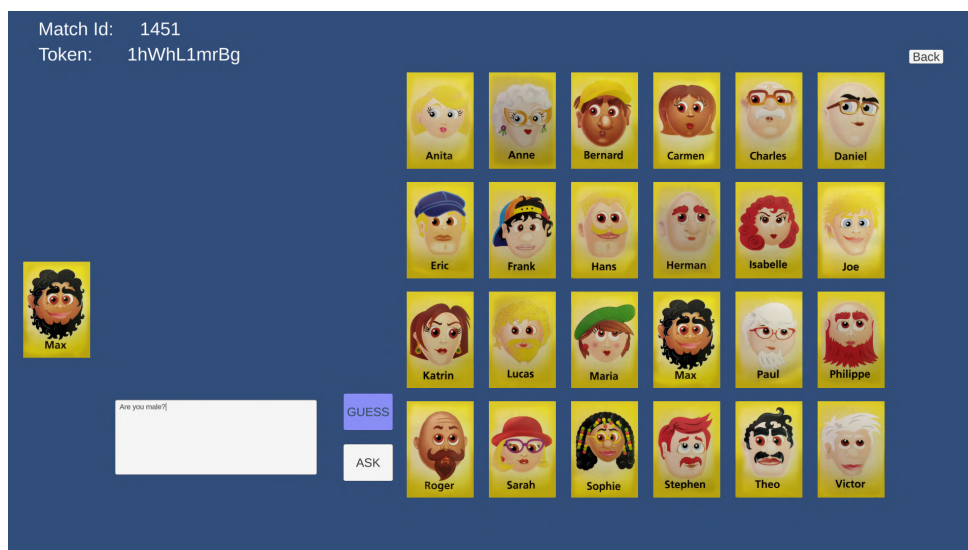 Match Id: 1451
Token: 1hWhL1mrBg
Back
Anita
Anne
Bernard
Carmen
Charles
Daniel
Eric
Frank
Hans
Herman
Isabelle
Joe
Max
Katrin
Lucas
Maria
Max
Paul
Philippe
Are you male?
GUESS
ASK
Roger
Sarah
Sophie
Stephen
Theo
Victor